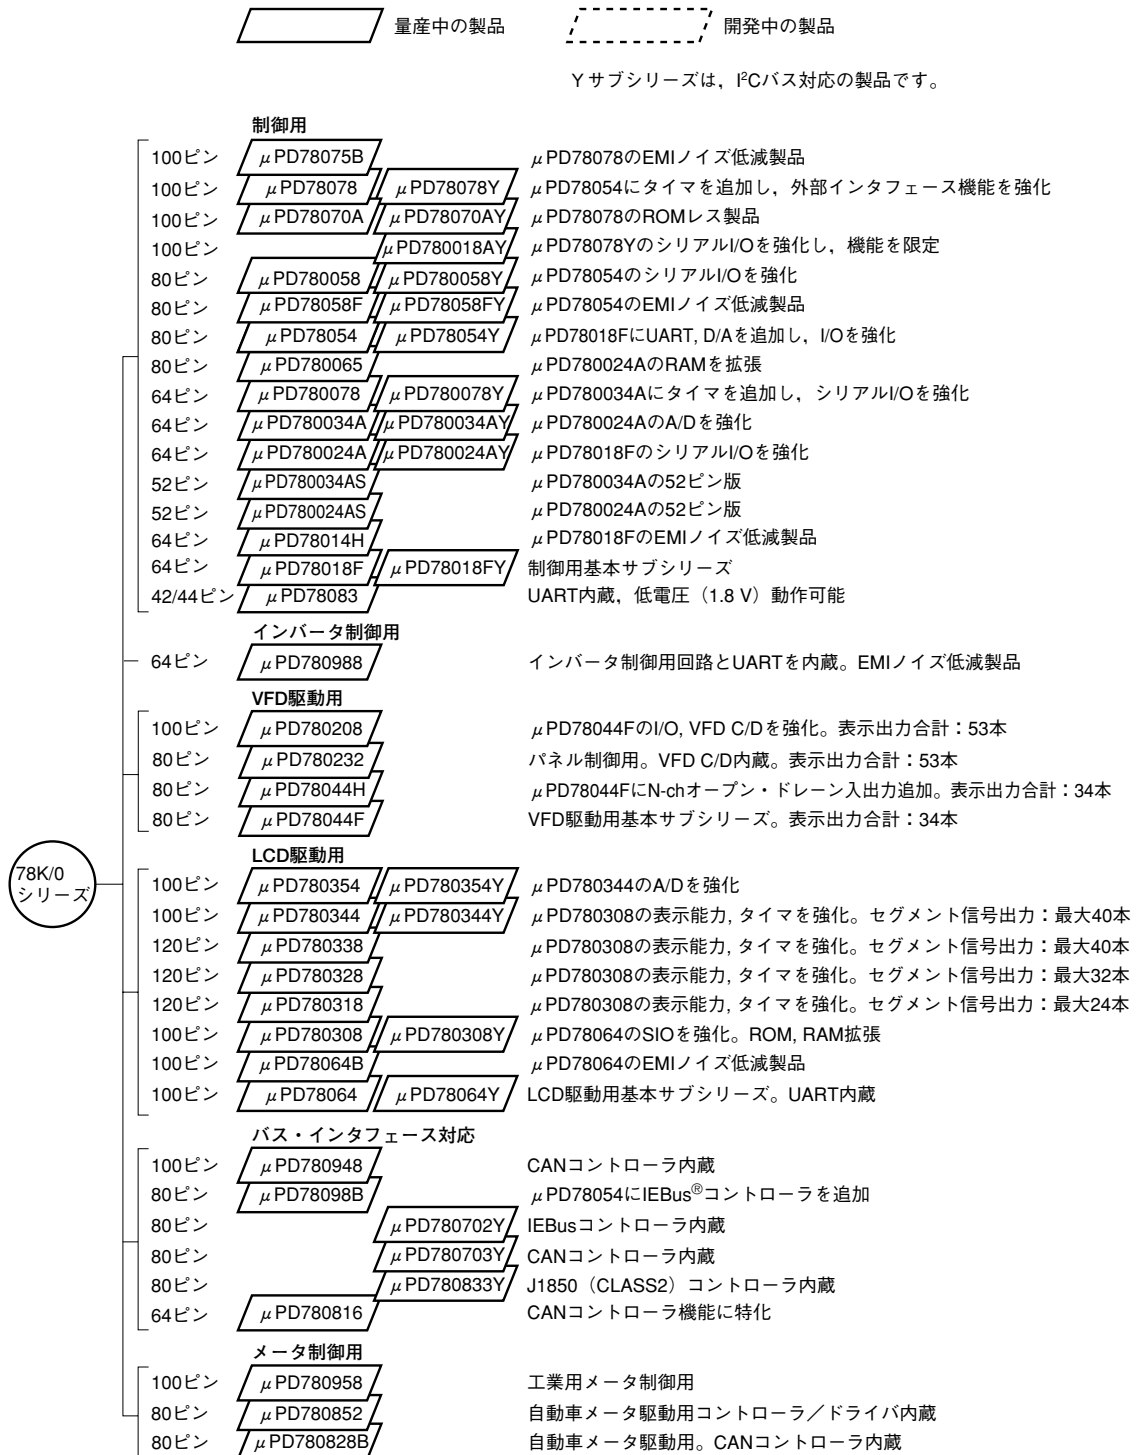 量産中の製品 開発中の製品
Yサブシリーズは，I²Cバス対応の製品です。
制御用
100ピン μPD78075B μPD78078のEMIノイズ低減製品
100ピン μPD78078 μPD78078Y μPD78054にタイマを追加し，外部インタフェース機能を強化
100ピン μPD78070A μPD78070AY μPD78078のROMレス製品
100ピン μPD780018AY μPD78078YのシリアルI/Oを強化し，機能を限定
80ピン μPD780058 μPD780058Y μPD78054のシリアルI/Oを強化
80ピン μPD78058F μPD78058FY μPD78054のEMIノイズ低減製品
80ピン μPD78054 μPD78054Y μPD78018FにUART, D/Aを追加し，I/Oを強化
80ピン μPD780065 μPD780024AのRAMを拡張
64ピン μPD780078 μPD780078Y μPD780034Aにタイマを追加し，シリアルI/Oを強化
64ピン μPD780034A μPD780034AY μPD780024AのA/Dを強化
64ピン μPD780024A μPD780024AY μPD78018FのシリアルI/Oを強化
52ピン μPD780034AS μPD780034Aの52ピン版
52ピン μPD780024AS μPD780024Aの52ピン版
64ピン μPD78014H μPD78018FのEMIノイズ低減製品
64ピン μPD78018F μPD78018FY 制御用基本サブシリーズ
42/44ピン μPD78083 UART内蔵，低電圧（1.8 V）動作可能
インバータ制御用
64ピン μPD780988 インバータ制御用回路とUARTを内蔵。EMIノイズ低減製品
VFD駆動用
100ピン μPD780208 μPD78044FのI/O, VFD C/Dを強化。表示出力合計：53本
80ピン μPD780232 パネル制御用。VFD C/D内蔵。表示出力合計：53本
80ピン μPD78044H μPD78044FにN-chオープン・ドレーン入出力追加。表示出力合計：34本
80ピン μPD78044F VFD駆動用基本サブシリーズ。表示出力合計：34本
78K/0
シリーズ
LCD駆動用
100ピン μPD780354 μPD780354Y μPD780344のA/Dを強化
100ピン μPD780344 μPD780344Y μPD780308の表示能力, タイマを強化。セグメント信号出力：最大40本
120ピン μPD780338 μPD780308の表示能力, タイマを強化。セグメント信号出力：最大40本
120ピン μPD780328 μPD780308の表示能力, タイマを強化。セグメント信号出力：最大32本
120ピン μPD780318 μPD780308の表示能力, タイマを強化。セグメント信号出力：最大24本
100ピン μPD780308 μPD780308Y μPD78064のSIOを強化。ROM, RAM拡張
100ピン μPD78064B μPD78064のEMIノイズ低減製品
100ピン μPD78064 μPD78064Y LCD駆動用基本サブシリーズ。UART内蔵
バス・インタフェース対応
100ピン μPD780948 CANコントローラ内蔵
80ピン μPD78098B μPD78054にIEBus®コントローラを追加
80ピン μPD780702Y IEBusコントローラ内蔵
80ピン μPD780703Y CANコントローラ内蔵
80ピン μPD780833Y J1850（CLASS2）コントローラ内蔵
64ピン μPD780816 CANコントローラ機能に特化
メータ制御用
100ピン μPD780958 工業用メータ制御用
80ピン μPD780852 自動車メータ駆動用コントローラ／ドライバ内蔵
80ピン μPD780828B 自動車メータ駆動用。CANコントローラ内蔵